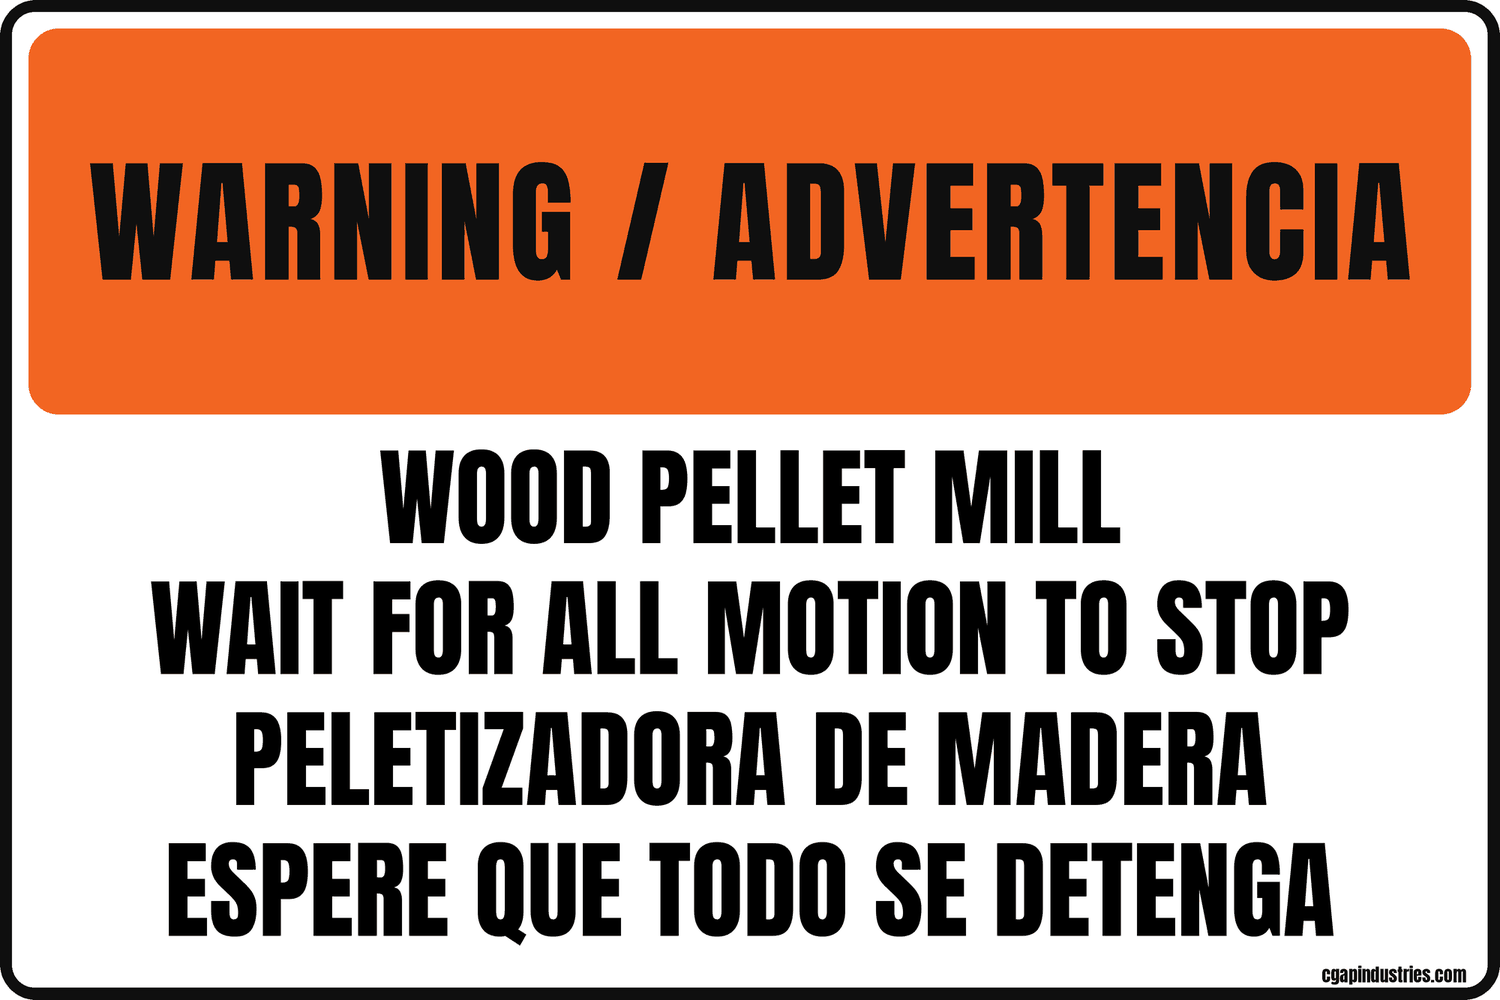 WARNING / ADVERTENCIA
WOOD PELLET MILL
WAIT FOR ALL MOTION TO STOP
PELETIZADORA DE MADERA
ESPERE QUE TODO SE DETENGA
cgapindustries.com